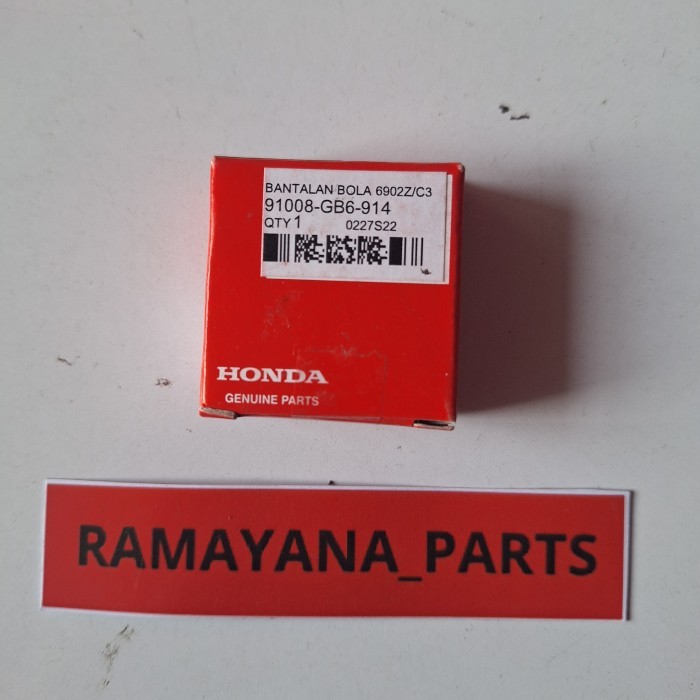 BANTALAN BOLA 6902Z/C3
91008-GB6-914
QTY 1 0227S22
HONDA
GENUINE PARTS
RAMAYANA_PARTS